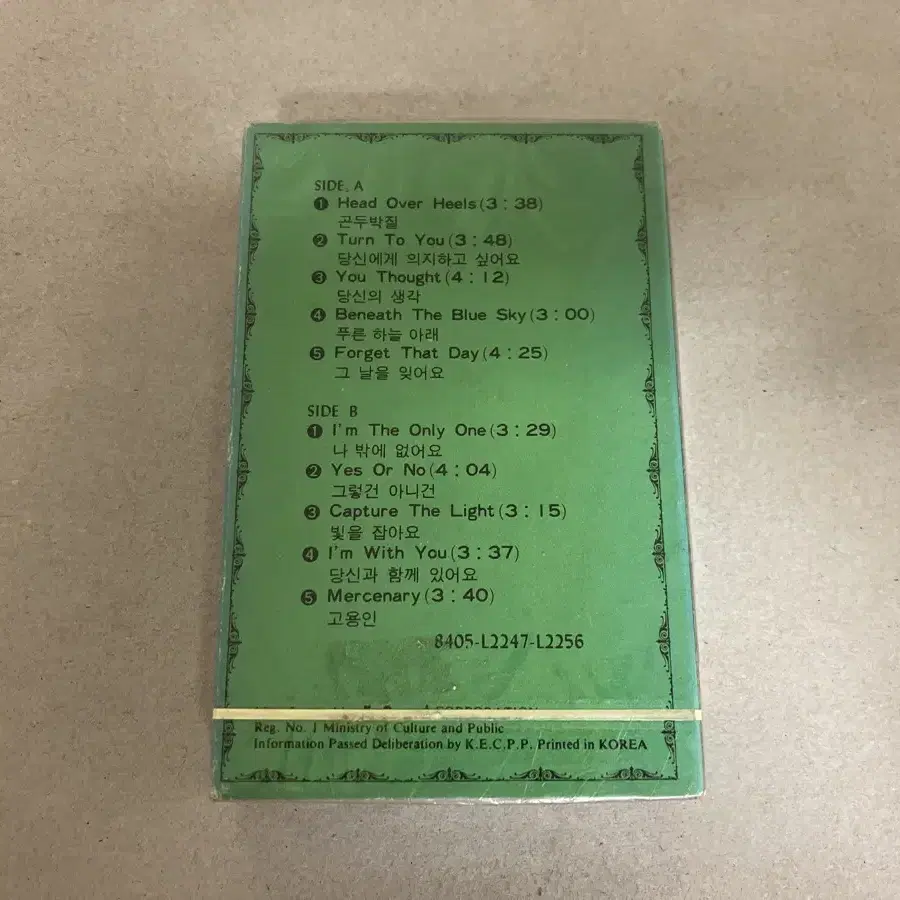 SIDE A
❶ Head Over Heels(3 : 38)
곤두박질
❷ Turn To You(3 : 48)
당신에게 의지하고 싶어요
❸ You Thought(4 : 12)
당신의 생각
❹ Beneath The Blue Sky(3 : 00)
푸른 하늘 아래
❺ Forget That Day(4 : 25)
그 날을 잊어요
SIDE B
❶ I'm The Only One(3 : 29)
나 밖에 없어요
❷ Yes Or No(4 : 04)
그렇건 아니건
❸ Capture The Light(3 : 15)
빛을 잡아요
❹ I'm With You(3 : 37)
당신과 함께 있어요
❺ Mercenary(3 : 40)
고용인
8405-L2247-L2256
CORPORATION
Reg. No. 1 Ministry of Culture and Public
Information Passed Deliberation by K.E.C.P.P. Printed in KOREA